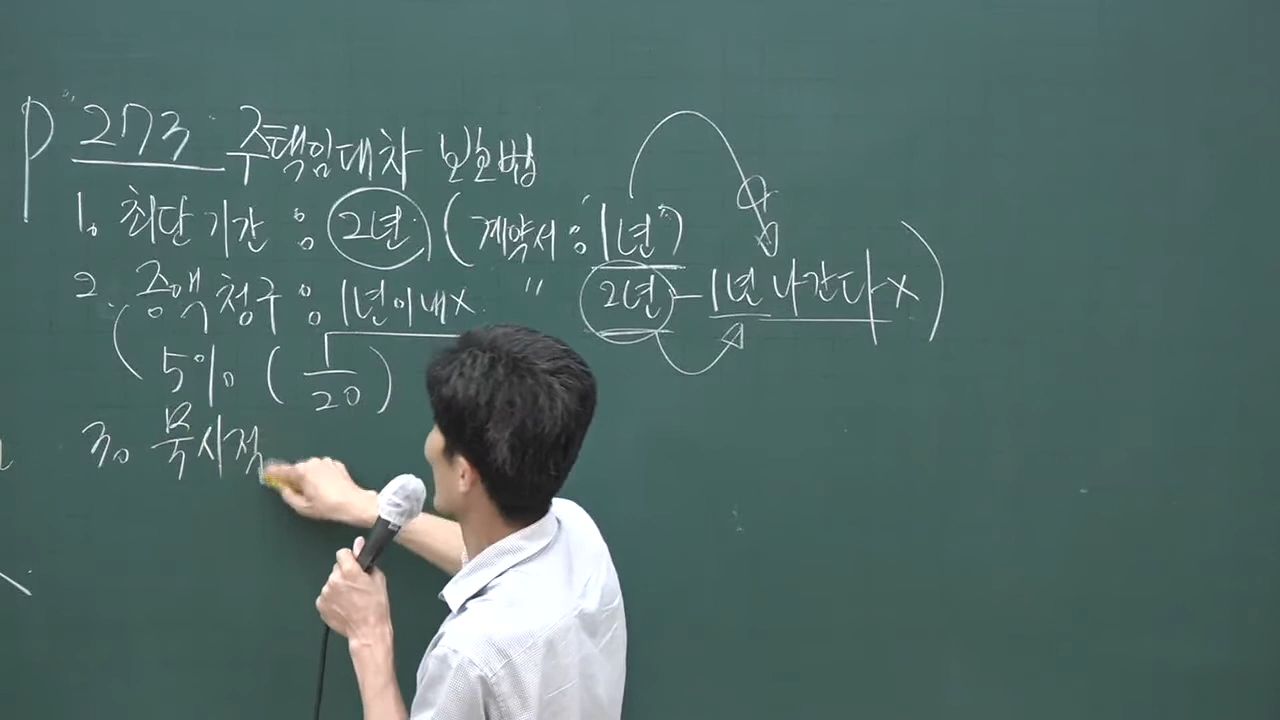 P 273 주택임대차 보호법
1. 최단기간 : 2년 (계약서 : 1년)
" 2년 - 1년 나간다 X)
2. 증액청구 : 1년이내 X
(5% (1/20)
3. 묵시적